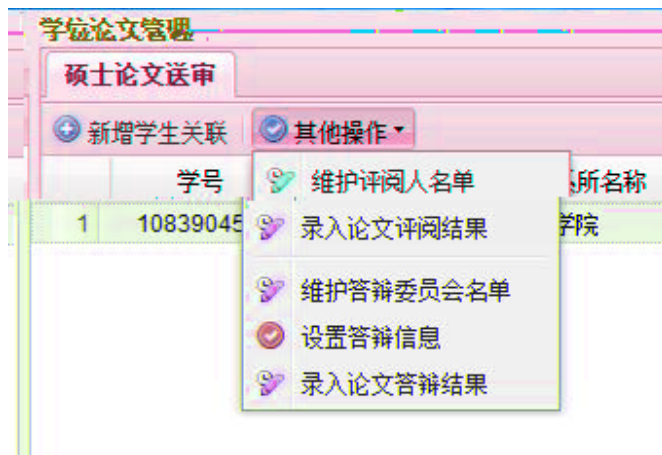 学位论文管理
硕士论文送审
新增学生关联 其他操作
学号 所名称
1 10839045 学院
维护评阅人名单
录入论文评阅结果
维护答辩委员会名单
设置答辩信息
录入论文答辩结果